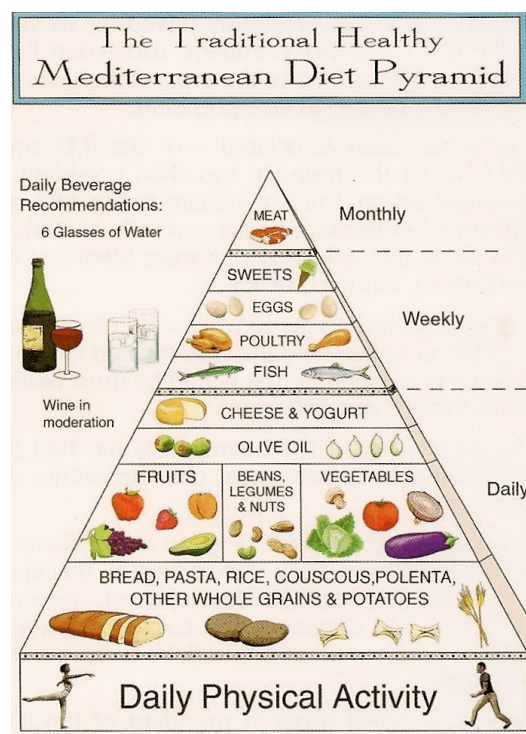 The Traditional Healthy
Mediterranean Diet Pyramid
Daily Beverage
Recommendations:
6 Glasses of Water
Wine in
moderation
MEAT
Monthly
SWEETS
EGGS
POULTRY
FISH
Weekly
CHEESE & YOGURT
OLIVE OIL
FRUITS
BEANS,
LEGUMES
& NUTS
VEGETABLES
Daily
BREAD, PASTA, RICE, COUSCOUS,POLENTA,
OTHER WHOLE GRAINS & POTATOES
Daily Physical Activity